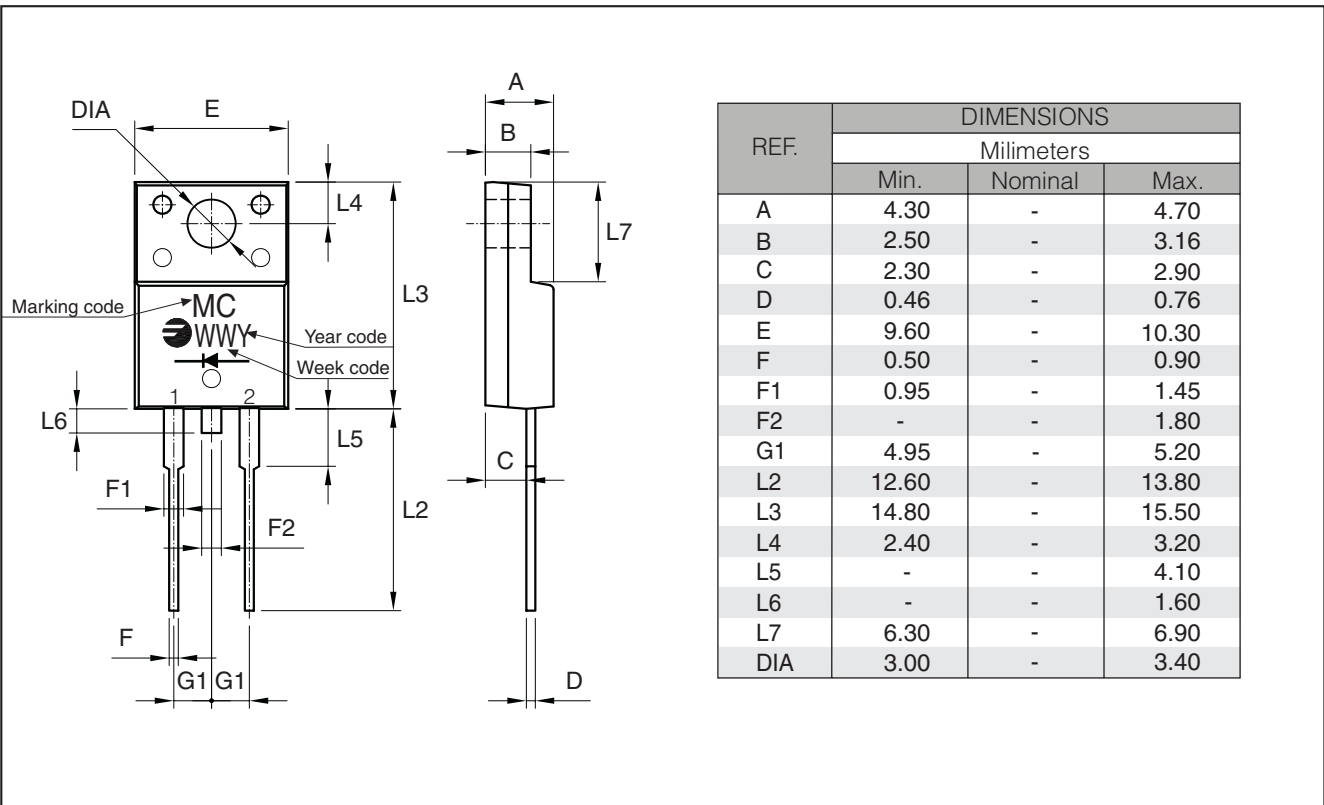 DIA
E
L4
L3
Marking code
MC
WWY
Year code
Week code
1 2
L6
L5
F1
F2
L2
F
G1 G1
A
B
L7
C
D
REF. DIMENSIONS
Milimeters
Min. Nominal Max.
A 4.30 - 4.70
B 2.50 - 3.16
C 2.30 - 2.90
D 0.46 - 0.76
E 9.60 - 10.30
F 0.50 - 0.90
F1 0.95 - 1.45
F2 - - 1.80
G1 4.95 - 5.20
L2 12.60 - 13.80
L3 14.80 - 15.50
L4 2.40 - 3.20
L5 - - 4.10
L6 - - 1.60
L7 6.30 - 6.90
DIA 3.00 - 3.40